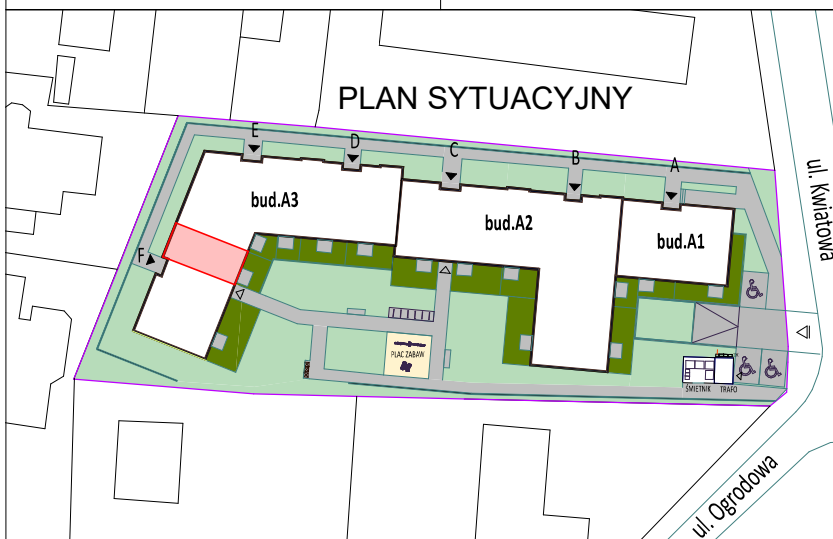 PLAN SYTUACYJNY
E
D
C
B
A
ul. Kwiatowa
bud.A3
bud.A2
bud.A1
F
PLAC ZABAW
ŚMIETNIK
TRAFO
ul. Ogrodowa